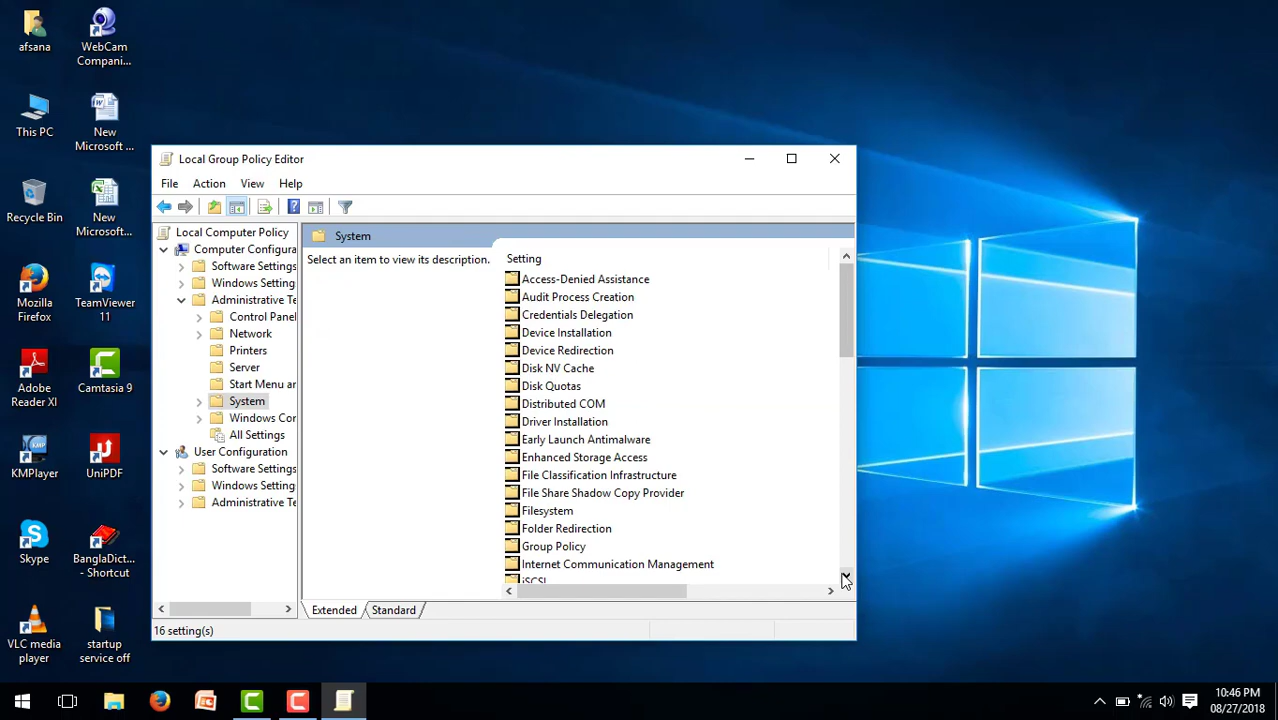 afsana
WebCam
Compani...
This PC
New
Microsoft ...
Recycle Bin
New
Microsoft...
Mozilla
Firefox
TeamViewer
11
Adobe
Reader XI
Camtasia 9
KMPlayer
UniPDF
Skype
BanglaDict...
- Shortcut
VLC media
player
startup
service off
Local Group Policy Editor
File
Action
View
Help
Local Computer Policy
Computer Configura
Software Settings
Windows Setting
Administrative Te
Control Panel
Network
Printers
Server
Start Menu ar
System
Windows Cor
All Settings
User Configuration
Software Settings
Windows Setting
Administrative Te
System
Select an item to view its description.
Setting
Access-Denied Assistance
Audit Process Creation
Credentials Delegation
Device Installation
Device Redirection
Disk NV Cache
Disk Quotas
Distributed COM
Driver Installation
Early Launch Antimalware
Enhanced Storage Access
File Classification Infrastructure
File Share Shadow Copy Provider
Filesystem
Folder Redirection
Group Policy
Internet Communication Management
iSCSI
Extended
Standard
16 setting(s)
10:46 PM
08/27/2018